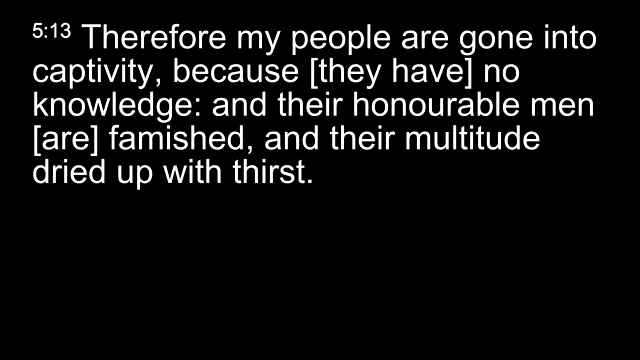 5:13 Therefore my people are gone into
captivity, because [they have] no
knowledge: and their honourable men
[are] famished, and their multitude
dried up with thirst.